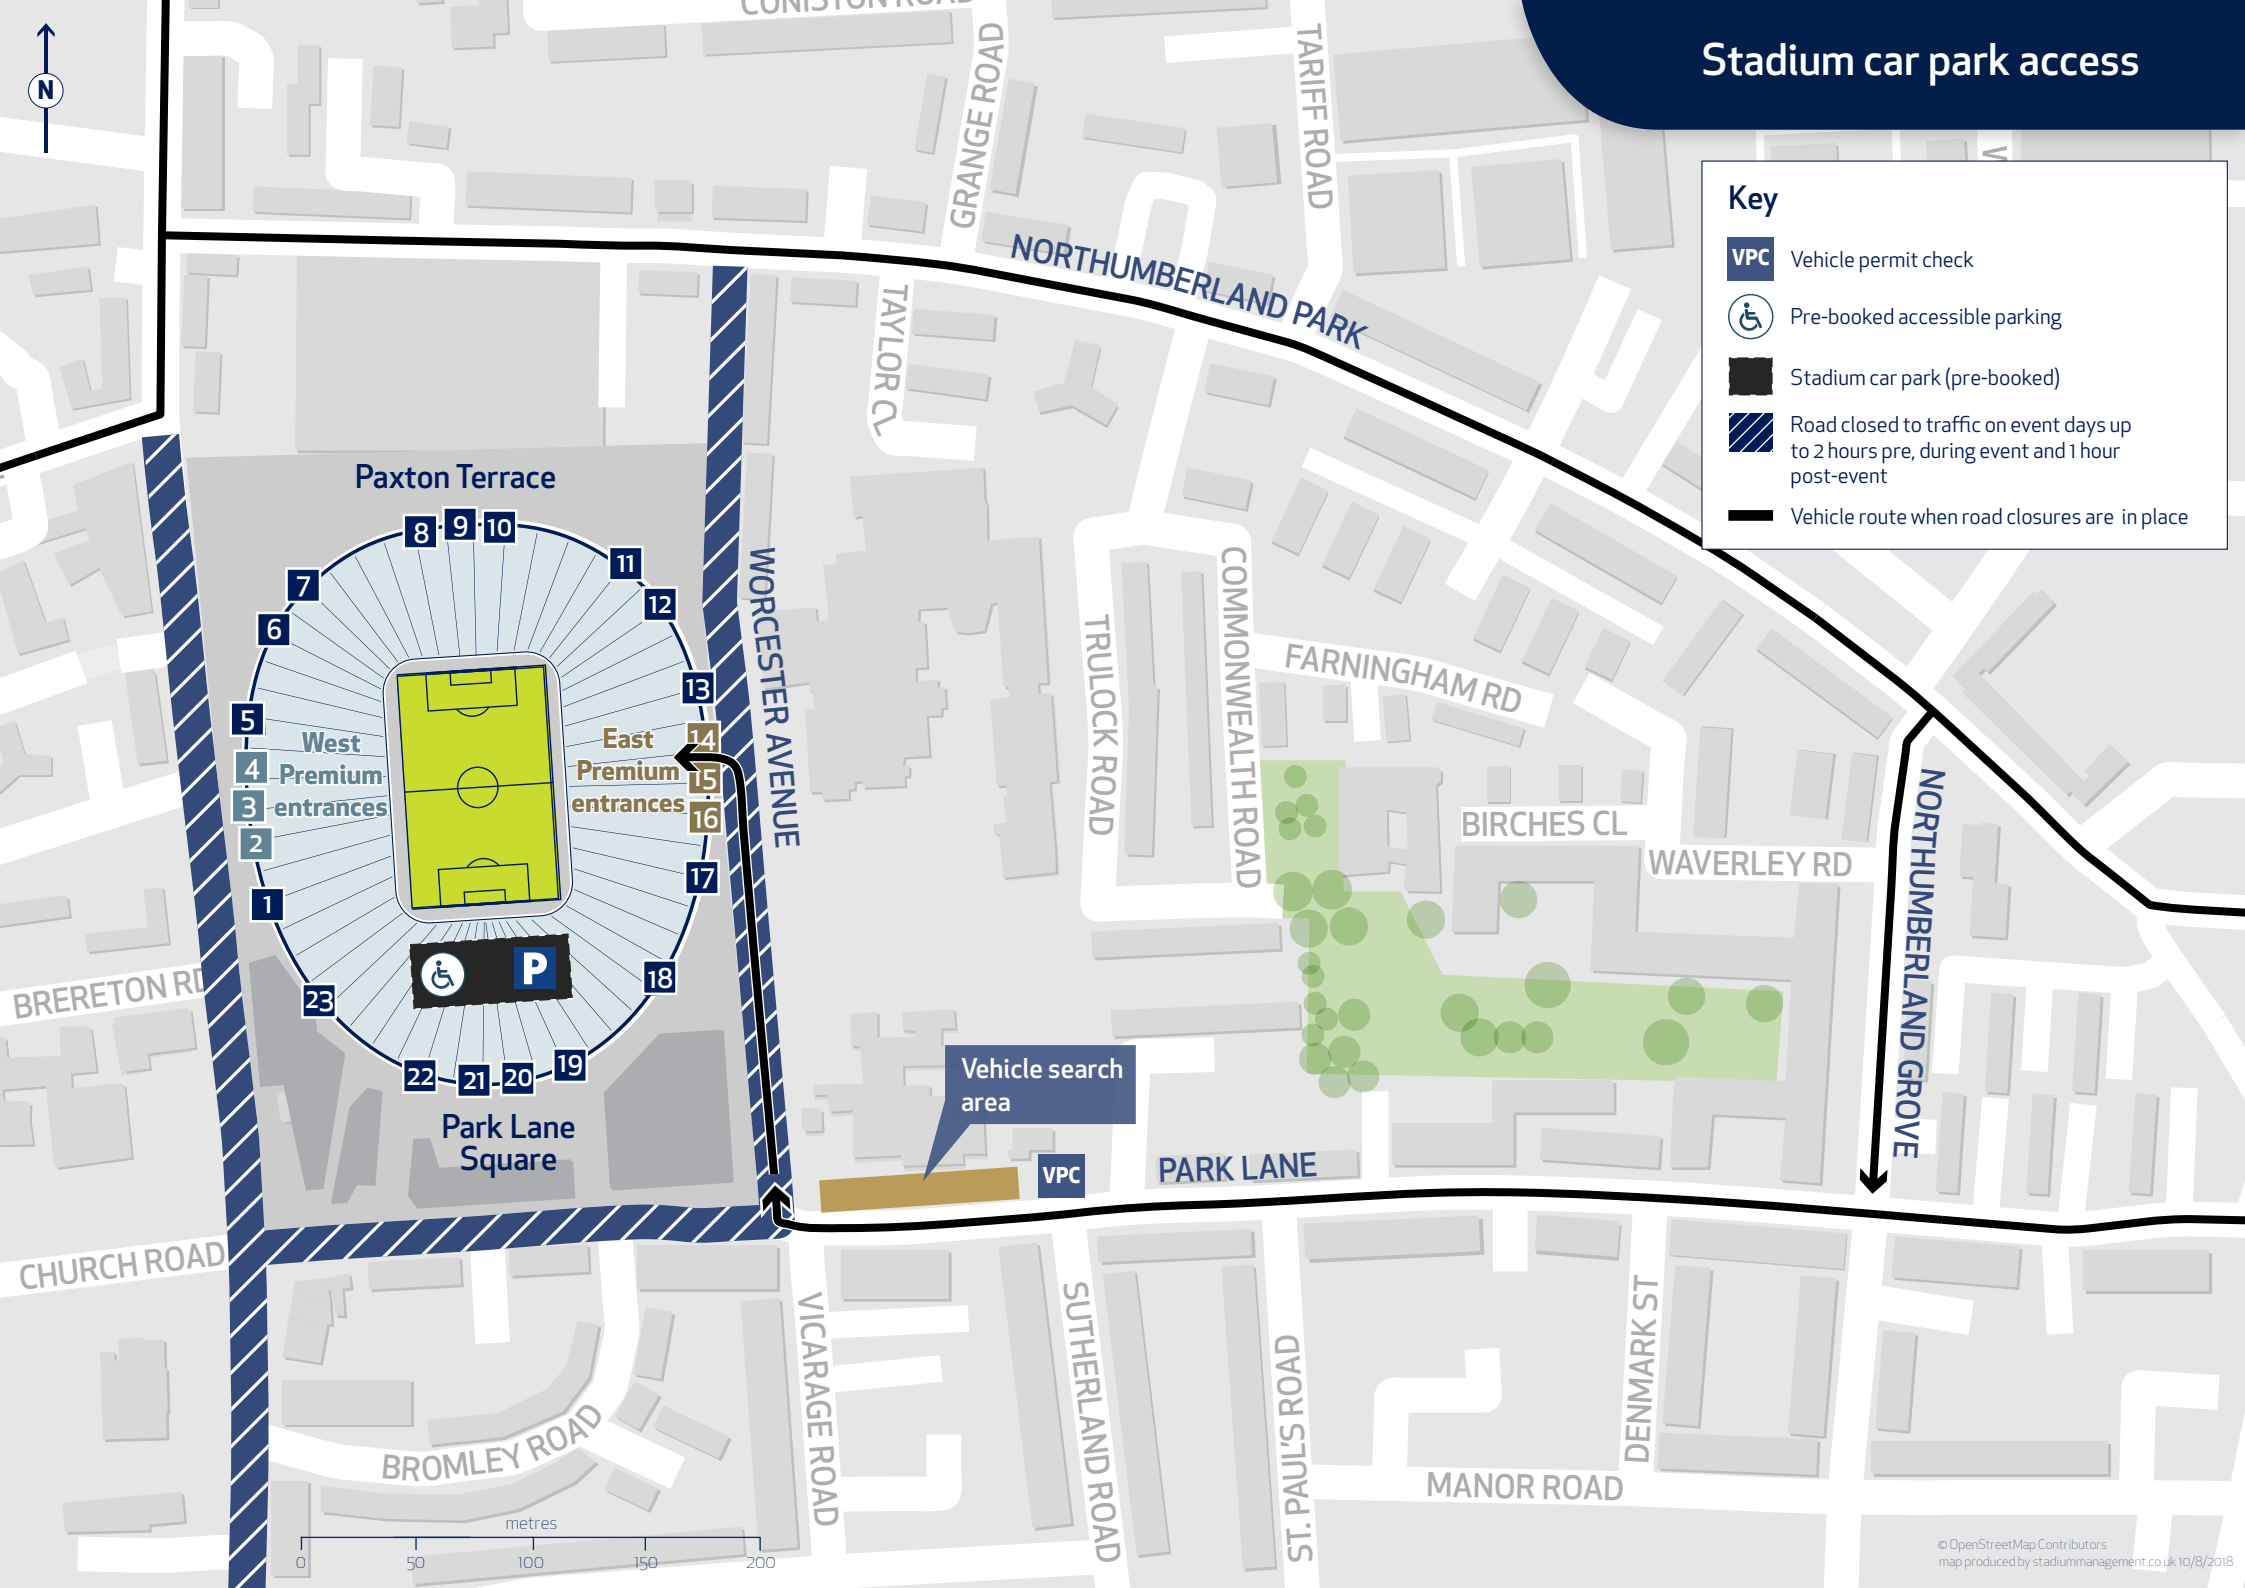 CONISTON ROAD
Stadium car park access
N
GRANGE ROAD
TARIFF ROAD
Key
VPC
Vehicle permit check
Pre-booked accessible parking
Stadium car park (pre-booked)
Road closed to traffic on event days up
to 2 hours pre, during event and 1 hour
post-event
Vehicle route when road closures are in place
NORTHUMBERLAND PARK
TAYLOR CL
Paxton Terrace
8
9
10
11
7
12
6
13
5
14
West
Premium
entrances
4
3
2
East
Premium
entrances
15
16
1
17
WORCESTER AVENUE
TRULOCK ROAD
COMMONWEALTH ROAD
FARNINGHAM RD
BIRCHES CL
WAVERLEY RD
NORTHUMBERLAND GROVE
BRERETON RD
P
23
18
22
21
20
19
Park Lane
Square
Vehicle search
area
VPC
PARK LANE
CHURCH ROAD
BROMLEY ROAD
VICARAGE ROAD
SUTHERLAND ROAD
ST. PAUL'S ROAD
DENMARK ST
MANOR ROAD
metres
0
50
100
150
200
© OpenStreetMap Contributors
map produced by stadiummanagement.co.uk 10/8/2018